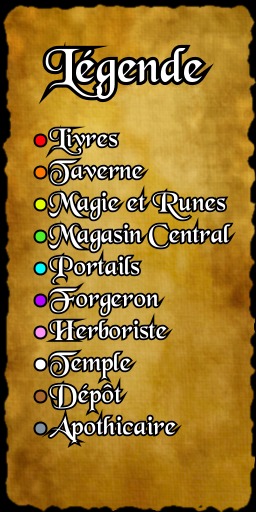 Légende
Livres
Taverne
Magie et Runes
Magasin Central
Portails
Forgeron
Herboriste
Temple
Dépôt
Apothicaire